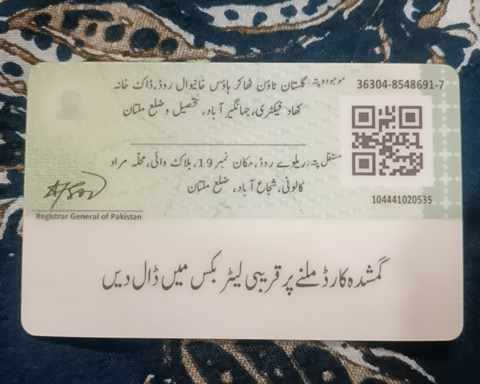 36304-8548691-7
موجودہ پتہ: گلستان ٹاؤن ٹھاکر ہاؤس خانیوال روڈ، ڈاک خانہ
کھاد فیکٹری، جہانگیر آباد، تحصیل و ضلع ملتان
مستقل پتہ: ریلوے روڈ، مکان نمبر 19، بلاک وائی، محلہ مراد
کالونی، شجاع آباد، ضلع ملتان
104441020535
Registrar General of Pakistan
گمشدہ کارڈ ملنے پر قریبی لیٹر بکس میں ڈال دیں